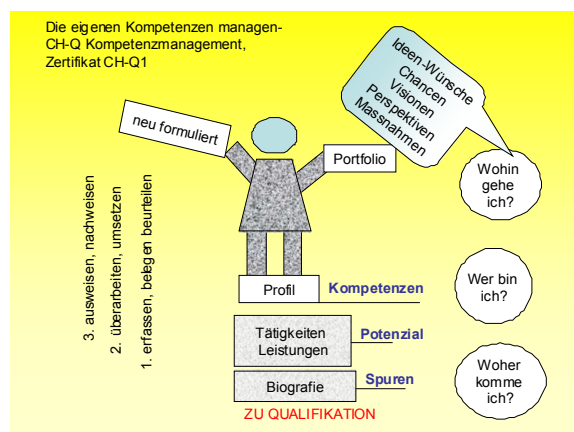 Die eigenen Kompetenzen managen-
CH-Q Kompetenzmanagement,
Zertifikat CH-Q1
Ideen-Wünsche
Chancen
Visionen
Perspektiven
Massnahmen
neu formuliert
Portfolio
Wohin
gehe
ich?
3. ausweisen, nachweisen
2. überarbeiten, umsetzen
1. erfassen, belegen beurteilen
Profil
Kompetenzen
Wer bin
ich?
Tätigkeiten
Leistungen
Potenzial
Woher
komme
ich?
Biografie
Spuren
ZU QUALIFIKATION